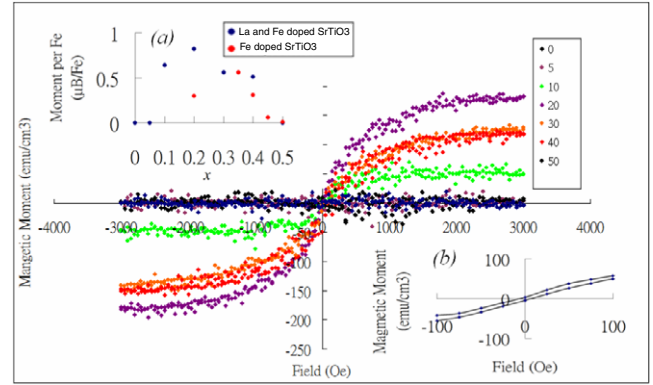 1
0.5
0
Moment per Fe
(μB/Fe)
(a)
La and Fe doped SrTiO3
Fe doped SrTiO3
0 0.1 0.2 0.3 0.4 0.5
x
0
5
10
20
30
40
50
Mangetic Moment (emu/cm3)
-4000 -3000 -2000 -1000 0 1000 2000 3000 4000
-50
-100
-150
-200
-250
Field (Oe)
(b)
Magmetic Moment
(emu/cm3)
100
0
-100
-100 0 100
Field (Oe)